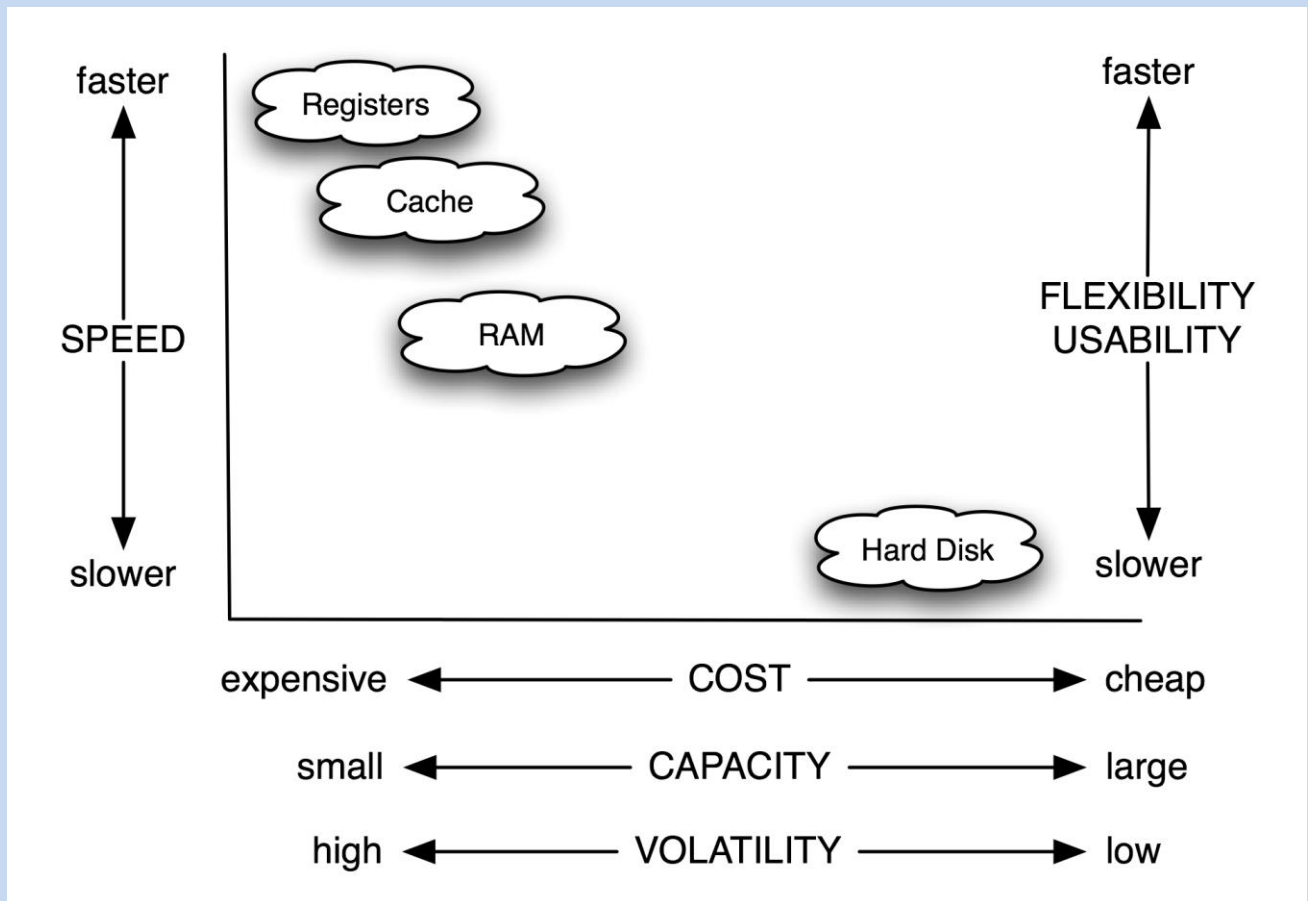 faster
Registers
faster
Cache
FLEXIBILITY
USABILITY
RAM
SPEED
Hard Disk
slower
slower
expensive COST cheap
small CAPACITY large
high VOLATILITY low